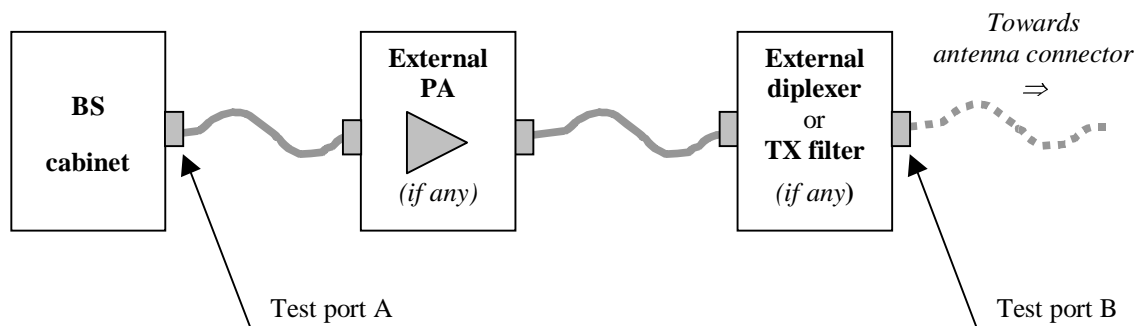 BS
cabinet
External
PA
(if any)
External
diplexer
or
TX filter
(if any)
Towards
antenna connector
⇒
Test port A
Test port B